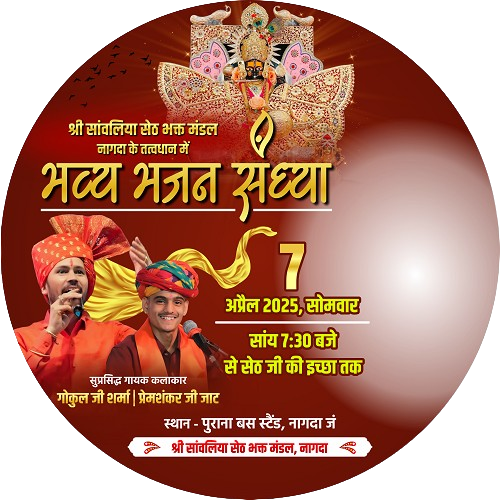 श्री सांवलिया सेठ भक्त मंडल
नागदा के तत्वधान में
भव्य भजन संध्या
7
अप्रैल 2025, सोमवार
सांय 7:30 बजे
से सेठ जी की इच्छा तक
सुप्रसिद्ध गायक कलाकार
गोकुल जी शर्मा | प्रेमशंकर जी जाट
स्थान - पुराना बस स्टैंड, नागदा जं
श्री सांवलिया सेठ भक्त मंडल, नागदा